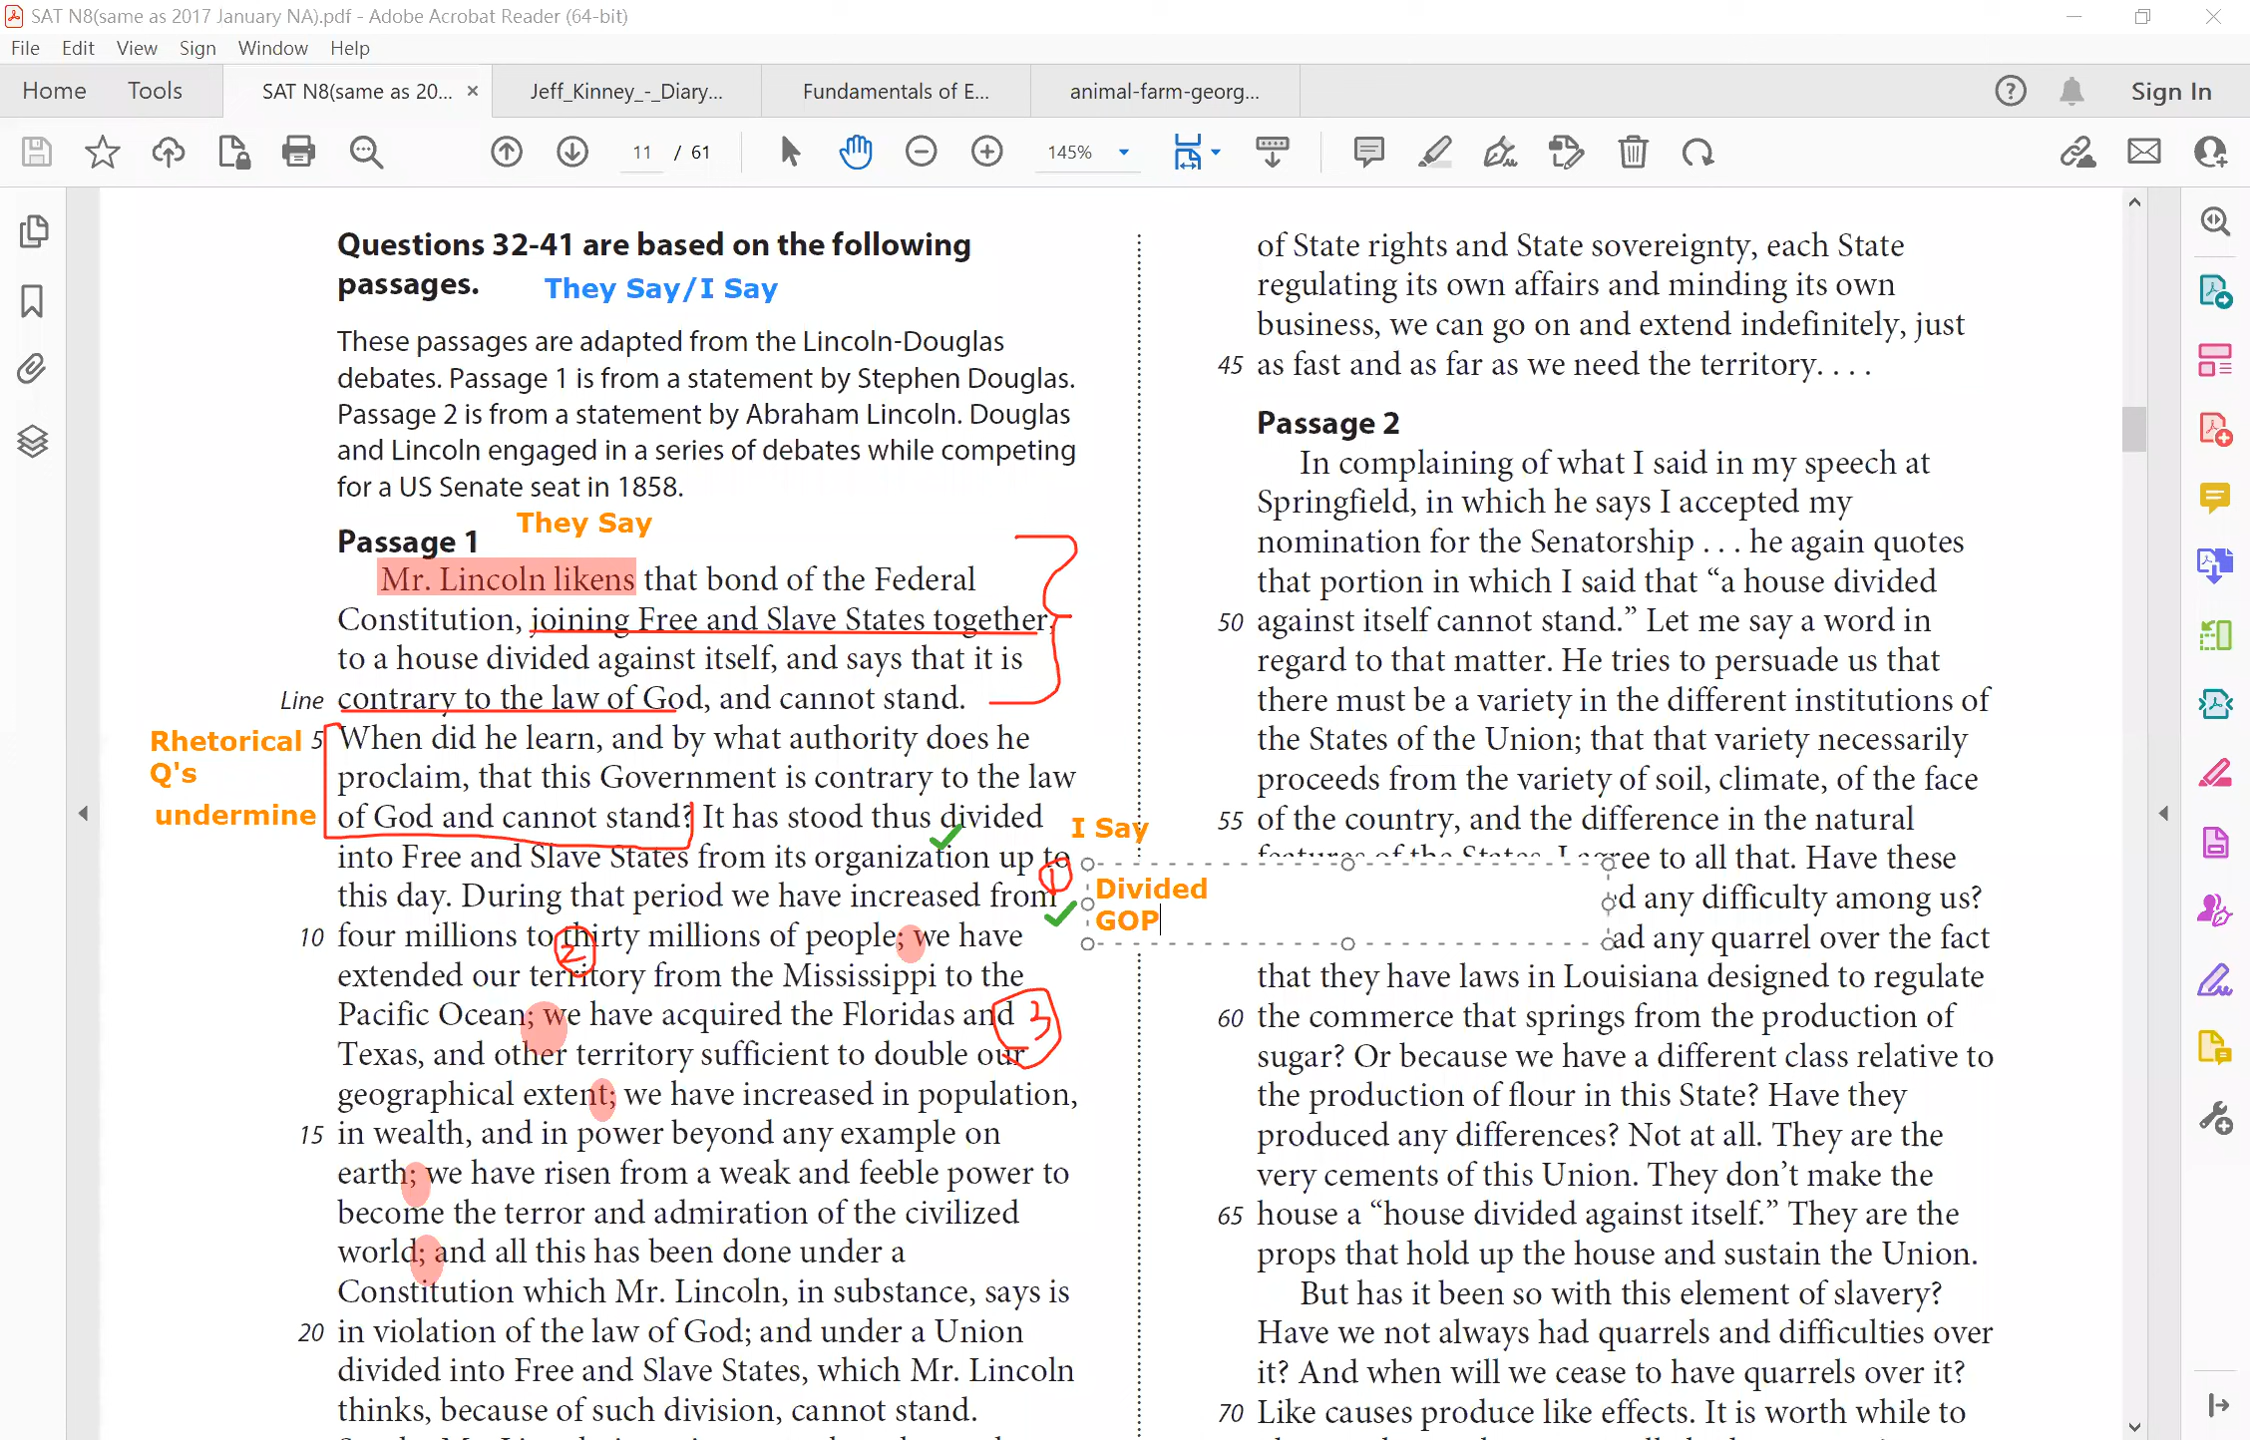 SAT N8(same as 2017 January NA).pdf - Adobe Acrobat Reader (64-bit)
File Edit View Sign Window Help
Home Tools SAT N8(same as 20... × Jeff_Kinney_-_Diary... Fundamentals of E... animal-farm-georg... Sign In
11 / 61 145%
Questions 32-41 are based on the following
passages. They Say/I Say
These passages are adapted from the Lincoln-Douglas
debates. Passage 1 is from a statement by Stephen Douglas.
Passage 2 is from a statement by Abraham Lincoln. Douglas
and Lincoln engaged in a series of debates while competing
for a US Senate seat in 1858.
They Say
Passage 1
Mr. Lincoln likens that bond of the Federal
Constitution, joining Free and Slave States together,
to a house divided against itself, and says that it is
Line contrary to the law of God, and cannot stand.
Rhetorical 5 When did he learn, and by what authority does he
Q's proclaim, that this Government is contrary to the law
undermine of God and cannot stand? It has stood thus divided
I Say
into Free and Slave States from its organization up to
1
this day. During that period we have increased from
Divided
GOP
10 four millions to thirty millions of people; we have
2
extended our territory from the Mississippi to the
Pacific Ocean; we have acquired the Floridas and
3
Texas, and other territory sufficient to double our
geographical extent; we have increased in population,
15 in wealth, and in power beyond any example on
earth; we have risen from a weak and feeble power to
become the terror and admiration of the civilized
world; and all this has been done under a
Constitution which Mr. Lincoln, in substance, says is
20 in violation of the law of God; and under a Union
divided into Free and Slave States, which Mr. Lincoln
thinks, because of such division, cannot stand.
of State rights and State sovereignty, each State
regulating its own affairs and minding its own
business, we can go on and extend indefinitely, just
45 as fast and as far as we need the territory. . . .
Passage 2
In complaining of what I said in my speech at
Springfield, in which he says I accepted my
nomination for the Senatorship . . . he again quotes
that portion in which I said that “a house divided
50 against itself cannot stand.” Let me say a word in
regard to that matter. He tries to persuade us that
there must be a variety in the different institutions of
the States of the Union; that that variety necessarily
proceeds from the variety of soil, climate, of the face
55 of the country, and the difference in the natural
features of the States. I agree to all that. Have these
any difficulty among us?
any quarrel over the fact
that they have laws in Louisiana designed to regulate
60 the commerce that springs from the production of
sugar? Or because we have a different class relative to
the production of flour in this State? Have they
produced any differences? Not at all. They are the
very cements of this Union. They don’t make the
65 house a “house divided against itself.” They are the
props that hold up the house and sustain the Union.
But has it been so with this element of slavery?
Have we not always had quarrels and difficulties over
it? And when will we cease to have quarrels over it?
70 Like causes produce like effects. It is worth while to